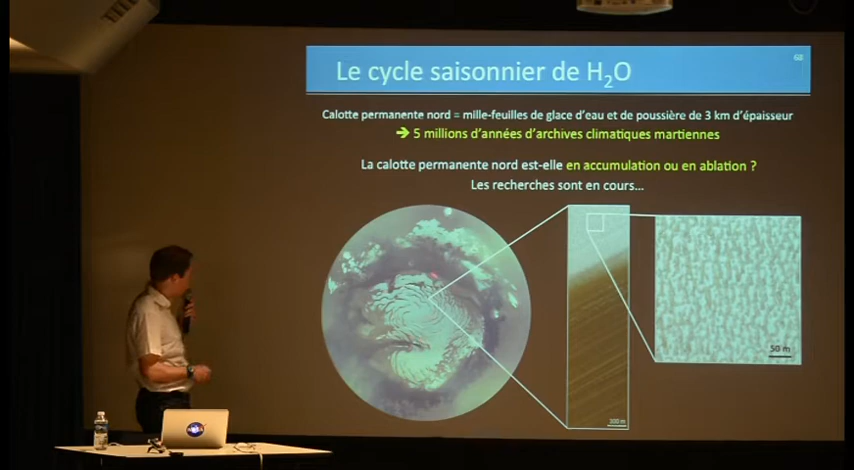 68
Le cycle saisonnier de H₂O
Calotte permanente nord = mille-feuilles de glace d'eau et de poussière de 3 km d'épaisseur
➔ 5 millions d'années d'archives climatiques martiennes
La calotte permanente nord est-elle en accumulation ou en ablation ?
Les recherches sont en cours...
50 m
300 m